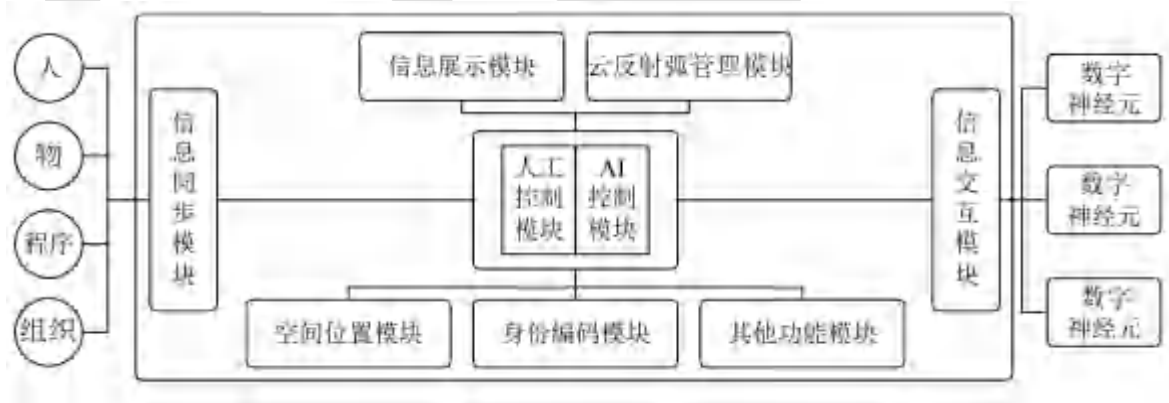 人
物
程序
组织
信
息
同
步
模
块
信息展示模块
云反射弧管理模块
人工
控制
模块
AI
控制
模块
空间位置模块
身份编码模块
其他功能模块
信
息
交
互
模
块
数字
神经元
数字
神经元
数字
神经元